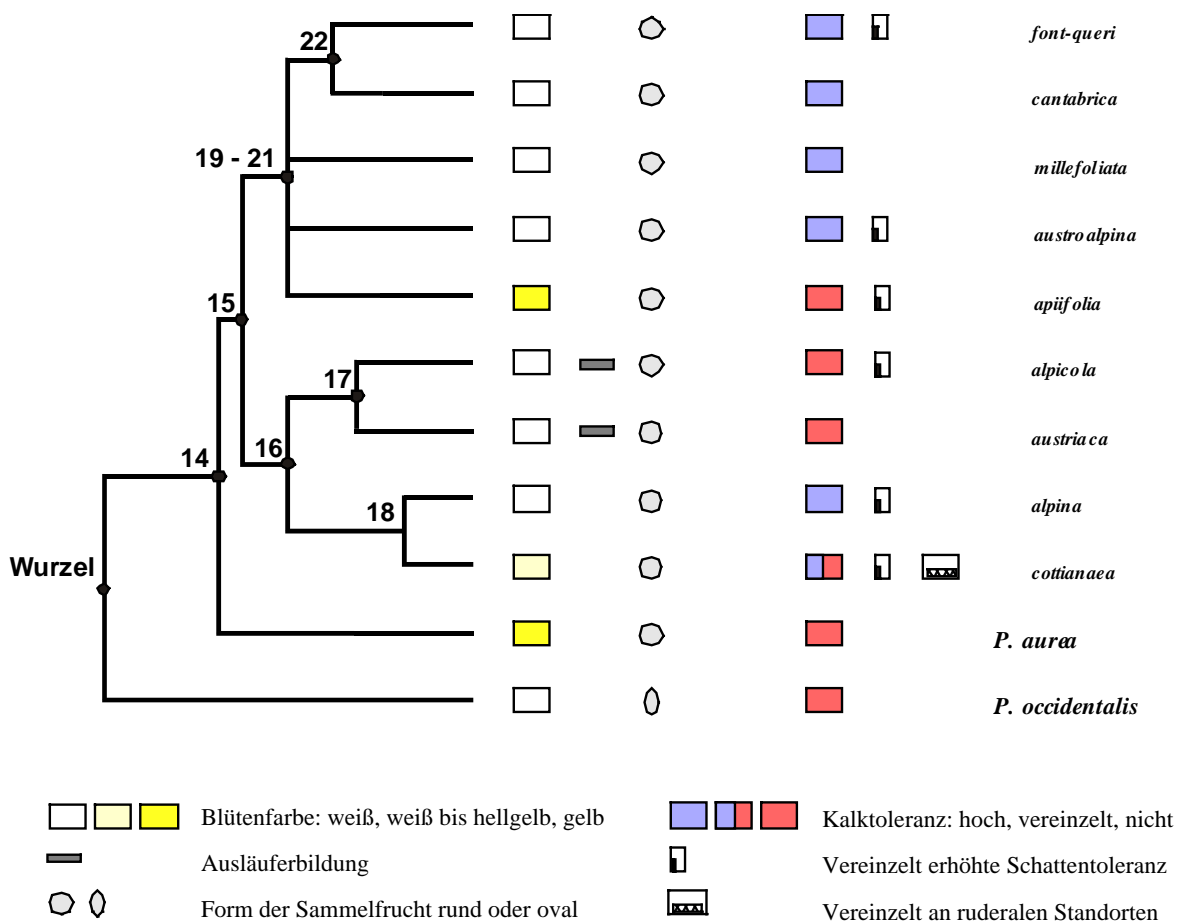 22
font-queri
cantabrica
19 - 21
millefoliata
austroalpina
15
apiifolia
17
alpicola
16
austriaca
14
18
alpina
Wurzel
cottianaea
P. aurea
P. occidentalis
Blütenfarbe: weiß, weiß bis hellgelb, gelb
Kalktoleranz: hoch, vereinzelt, nicht
Ausläuferbildung
Vereinzelt erhöhte Schattentoleranz
Form der Sammelfrucht rund oder oval
Vereinzelt an ruderalen Standorten